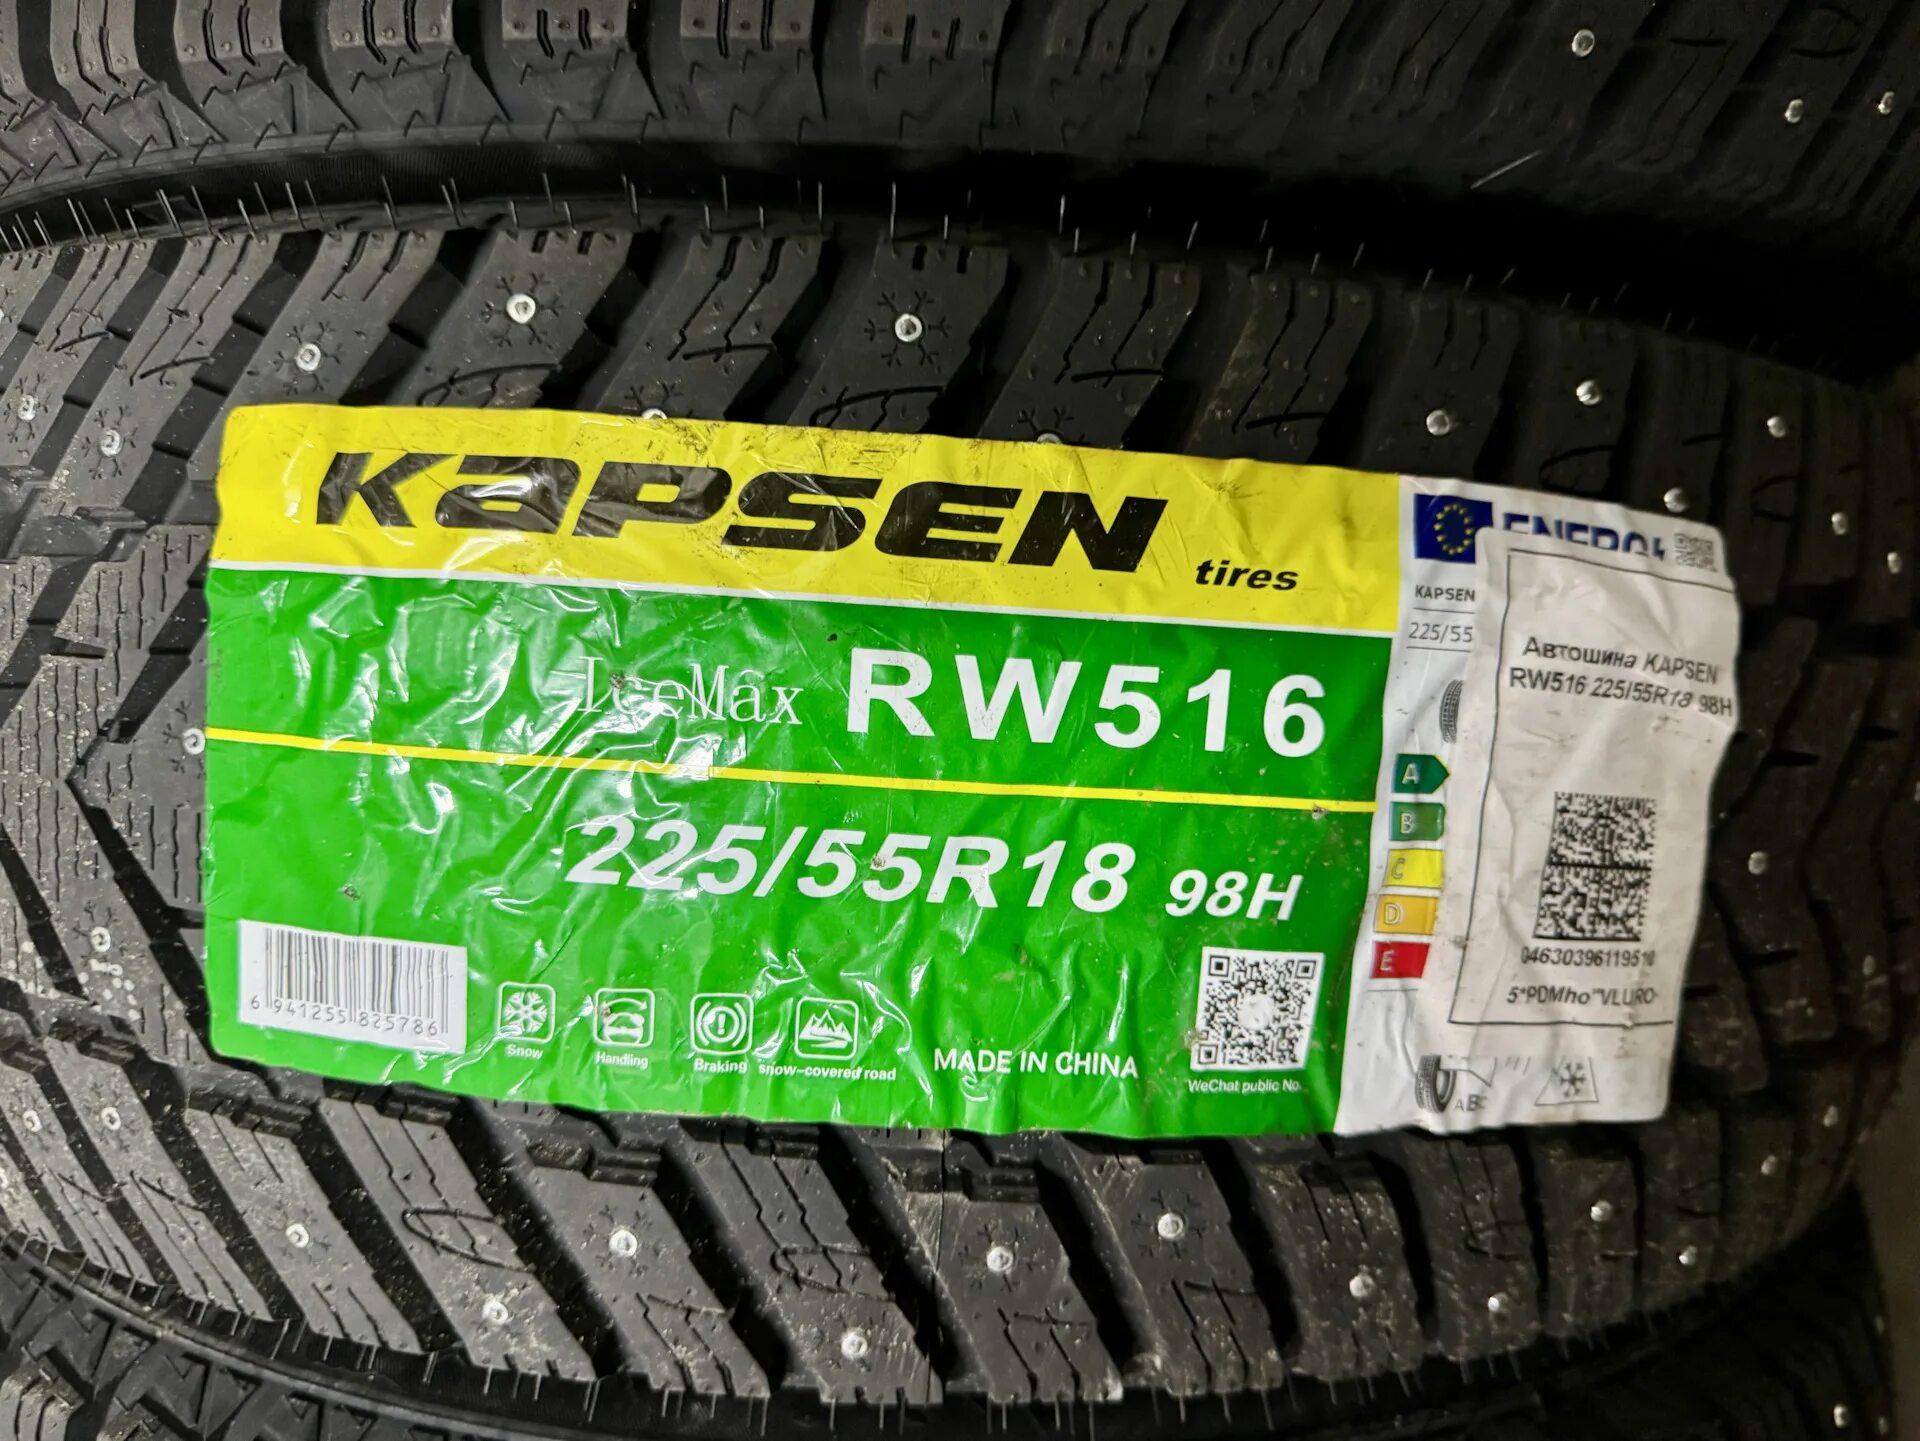 KAPSEN
tires
IceMax RW516
225/55R18 98H
6 941255 825786
Snow
Handling
Braking
snow-covered road
MADE IN CHINA
WeChat public No.
KAPSEN
225/55
A
B
C
D
E
Автошина KAPSEN
RW516 225/55R18 98H
ABC